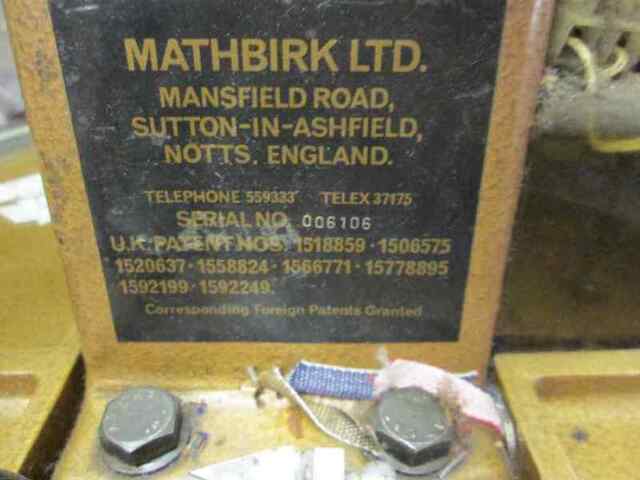 MATHBIRK LTD.
MANSFIELD ROAD,
SUTTON-IN-ASHFIELD,
NOTTS. ENGLAND.
TELEPHONE 559333 TELEX 37175
SERIAL NO. 006106
U.K. PATENT NOS. 1518859 · 1506575
1520637 · 1558824 · 1566771 · 15778895
1592199 · 1592249.
Corresponding Foreign Patents Granted